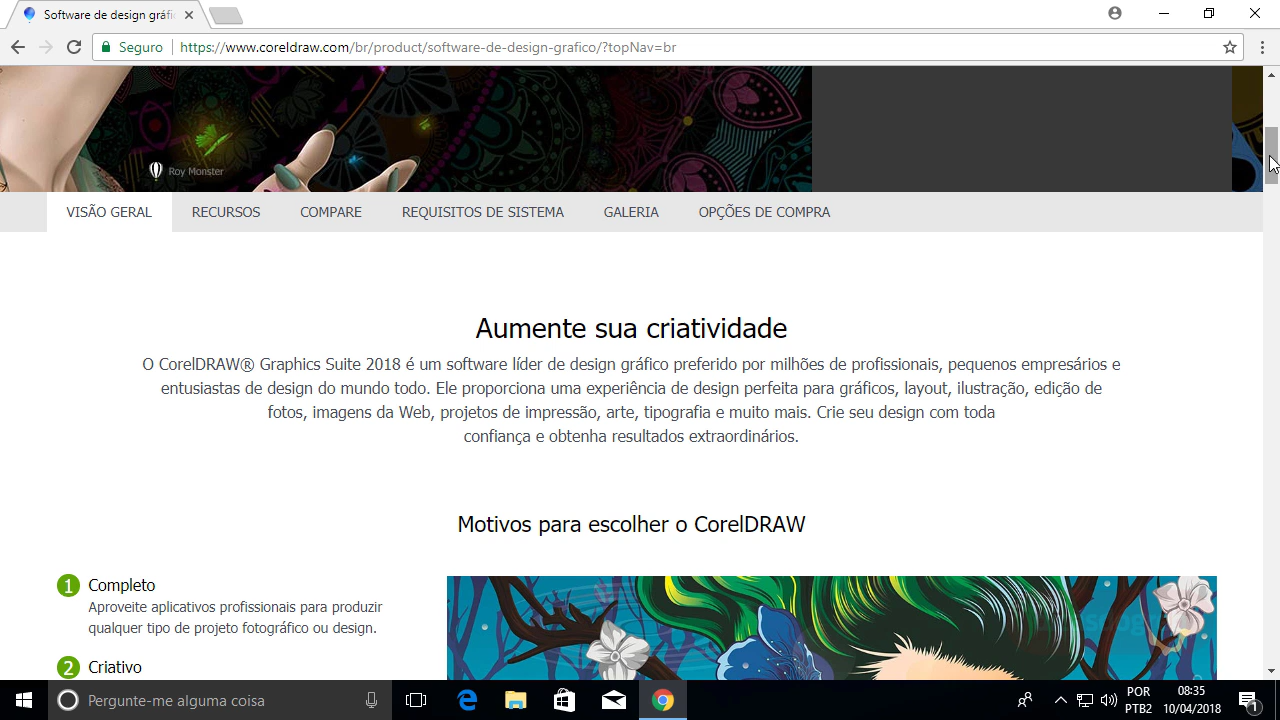 Software de design gráfi
Seguro
https://www.coreldraw.com/br/product/software-de-design-grafico/?topNav=br
Roy Monster
VISÃO GERAL RECURSOS COMPARE REQUISITOS DE SISTEMA GALERIA OPÇÕES DE COMPRA
Aumente sua criatividade
O CorelDRAW® Graphics Suite 2018 é um software líder de design gráfico preferido por milhões de profissionais, pequenos empresários e
entusiastas de design do mundo todo. Ele proporciona uma experiência de design perfeita para gráficos, layout, ilustração, edição de
fotos, imagens da Web, projetos de impressão, arte, tipografia e muito mais. Crie seu design com toda
confiança e obtenha resultados extraordinários.
Motivos para escolher o CorelDRAW
1 Completo
Aproveite aplicativos profissionais para produzir
qualquer tipo de projeto fotográfico ou design.
2 Criativo
Pergunte-me alguma coisa
POR
PTB2
08:35
10/04/2018
1